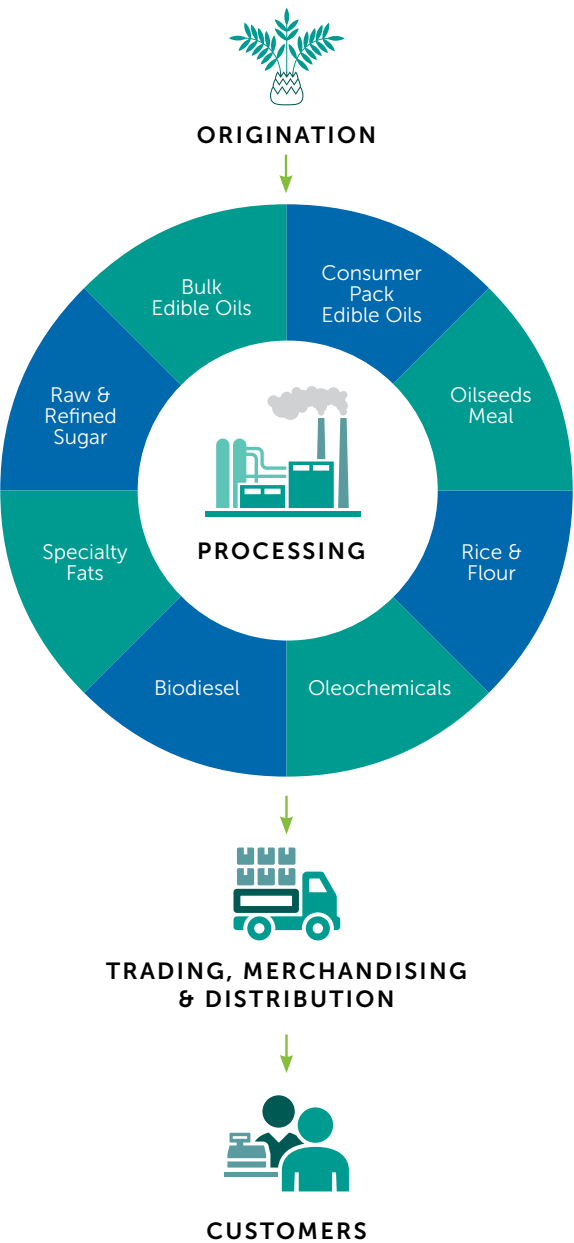 ORIGINATION
Bulk
Edible Oils
Consumer
Pack
Edible Oils
Raw &
Refined
Sugar
Oilseeds
Meal
PROCESSING
Specialty
Fats
Rice &
Flour
Biodiesel
Oleochemicals
TRADING, MERCHANDISING
& DISTRIBUTION
CUSTOMERS